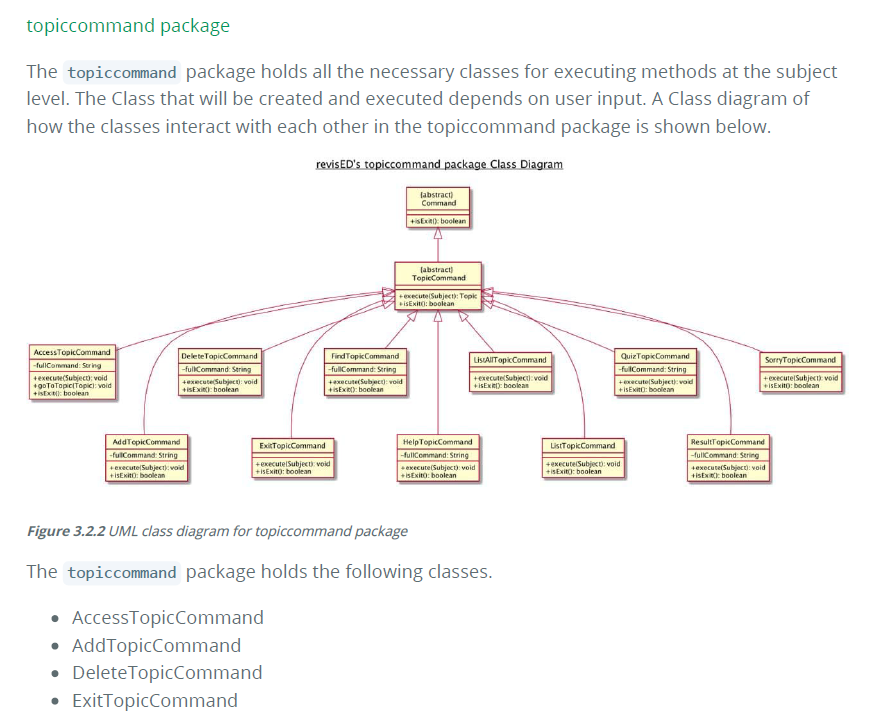 topiccommand package
The topiccommand package holds all the necessary classes for executing methods at the subject
level. The Class that will be created and executed depends on user input. A Class diagram of
how the classes interact with each other in the topiccommand package is shown below.
revisED's topiccommand package Class Diagram
{abstract}
Command
+isExit(): boolean
{abstract}
TopicCommand
+execute(Subject): Topic
+isExit(): boolean
AccessTopicCommand
-fullCommand: String
+execute(Subject): void
+goToTopic(Topic): void
+isExit(): boolean
DeleteTopicCommand
-fullCommand: String
+execute(Subject): void
+isExit(): boolean
FindTopicCommand
-fullCommand: String
+execute(Subject): void
+isExit(): boolean
ListAllTopicCommand
+execute(Subject): void
+isExit(): boolean
QuizTopicCommand
-fullCommand: String
+execute(Subject): void
+isExit(): boolean
SorryTopicCommand
+execute(Subject): void
+isExit(): boolean
AddTopicCommand
-fullCommand: String
+execute(Subject): void
+isExit(): boolean
ExitTopicCommand
+execute(Subject): void
+isExit(): boolean
HelpTopicCommand
-fullCommand: String
+execute(Subject): void
+isExit(): boolean
ListTopicCommand
+execute(Subject): void
+isExit(): boolean
ResultTopicCommand
-fullCommand: String
+execute(Subject): void
+isExit(): boolean
Figure 3.2.2 UML class diagram for topiccommand package
The topiccommand package holds the following classes.
• AccessTopicCommand
• AddTopicCommand
• DeleteTopicCommand
• ExitTopicCommand